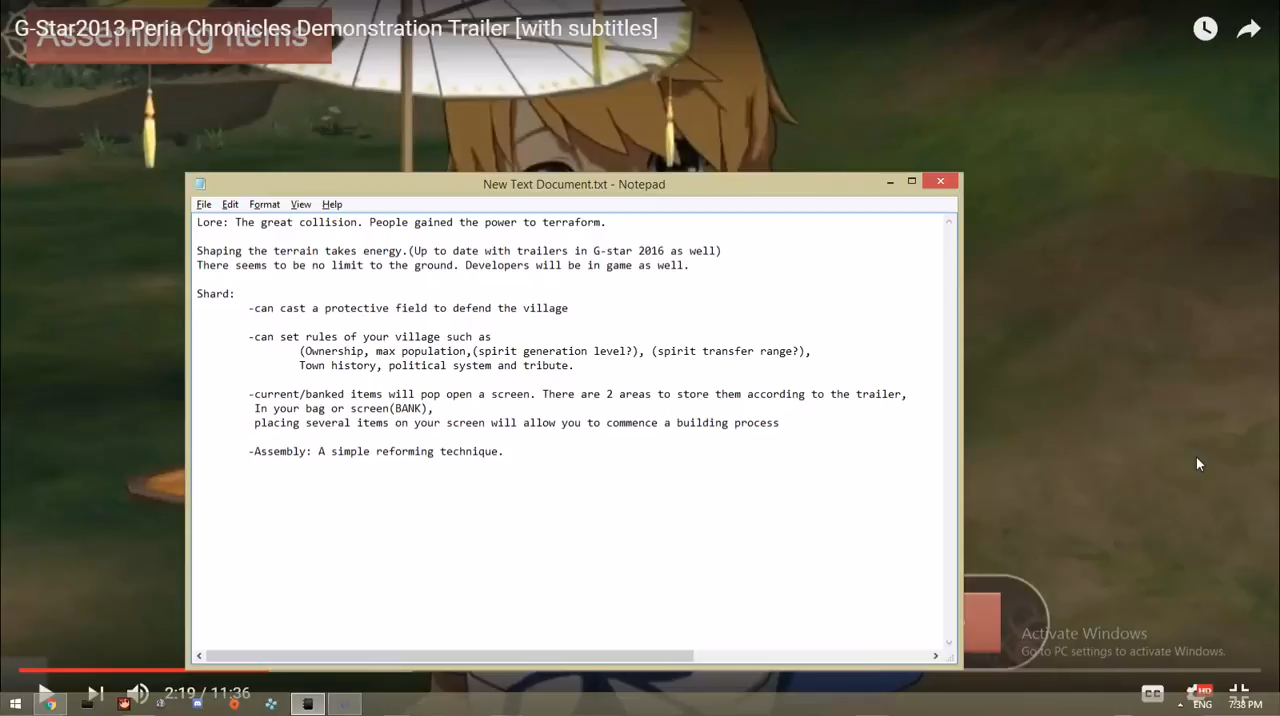 G-Star2013 Peria Chronicles Demonstration Trailer [with subtitles]
Assembling Items
New Text Document.txt - Notepad
File Edit Format View Help
Lore: The great collision. People gained the power to terraform.
Shaping the terrain takes energy.(Up to date with trailers in G-star 2016 as well)
There seems to be no limit to the ground. Developers will be in game as well.
Shard:
-can cast a protective field to defend the village
-can set rules of your village such as
(Ownership, max population,(spirit generation level?), (spirit transfer range?),
Town history, political system and tribute.
-current/banked items will pop open a screen. There are 2 areas to store them according to the trailer,
In your bag or screen(BANK),
placing several items on your screen will allow you to commence a building process
-Assembly: A simple reforming technique.
Activate Windows
Go to PC settings to activate Windows.
2:19 / 11:36
CC
HD
ENG
7:38 PM